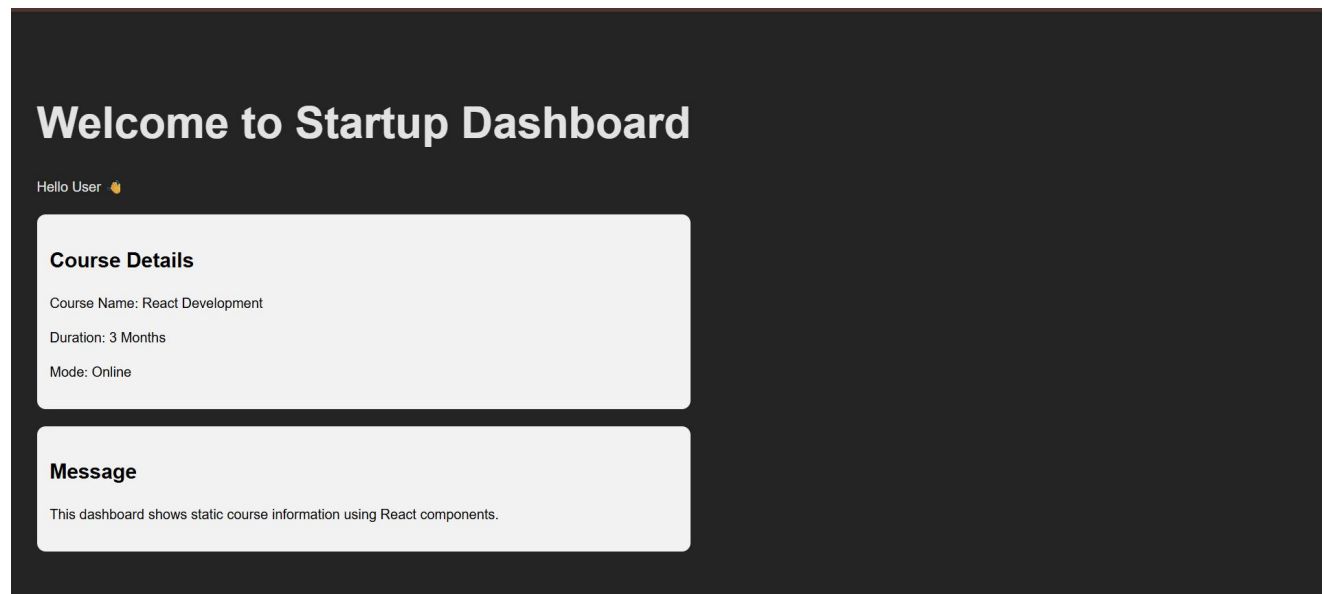 Welcome to Startup Dashboard
Hello User 👋
Course Details
Course Name: React Development
Duration: 3 Months
Mode: Online
Message
This dashboard shows static course information using React components.